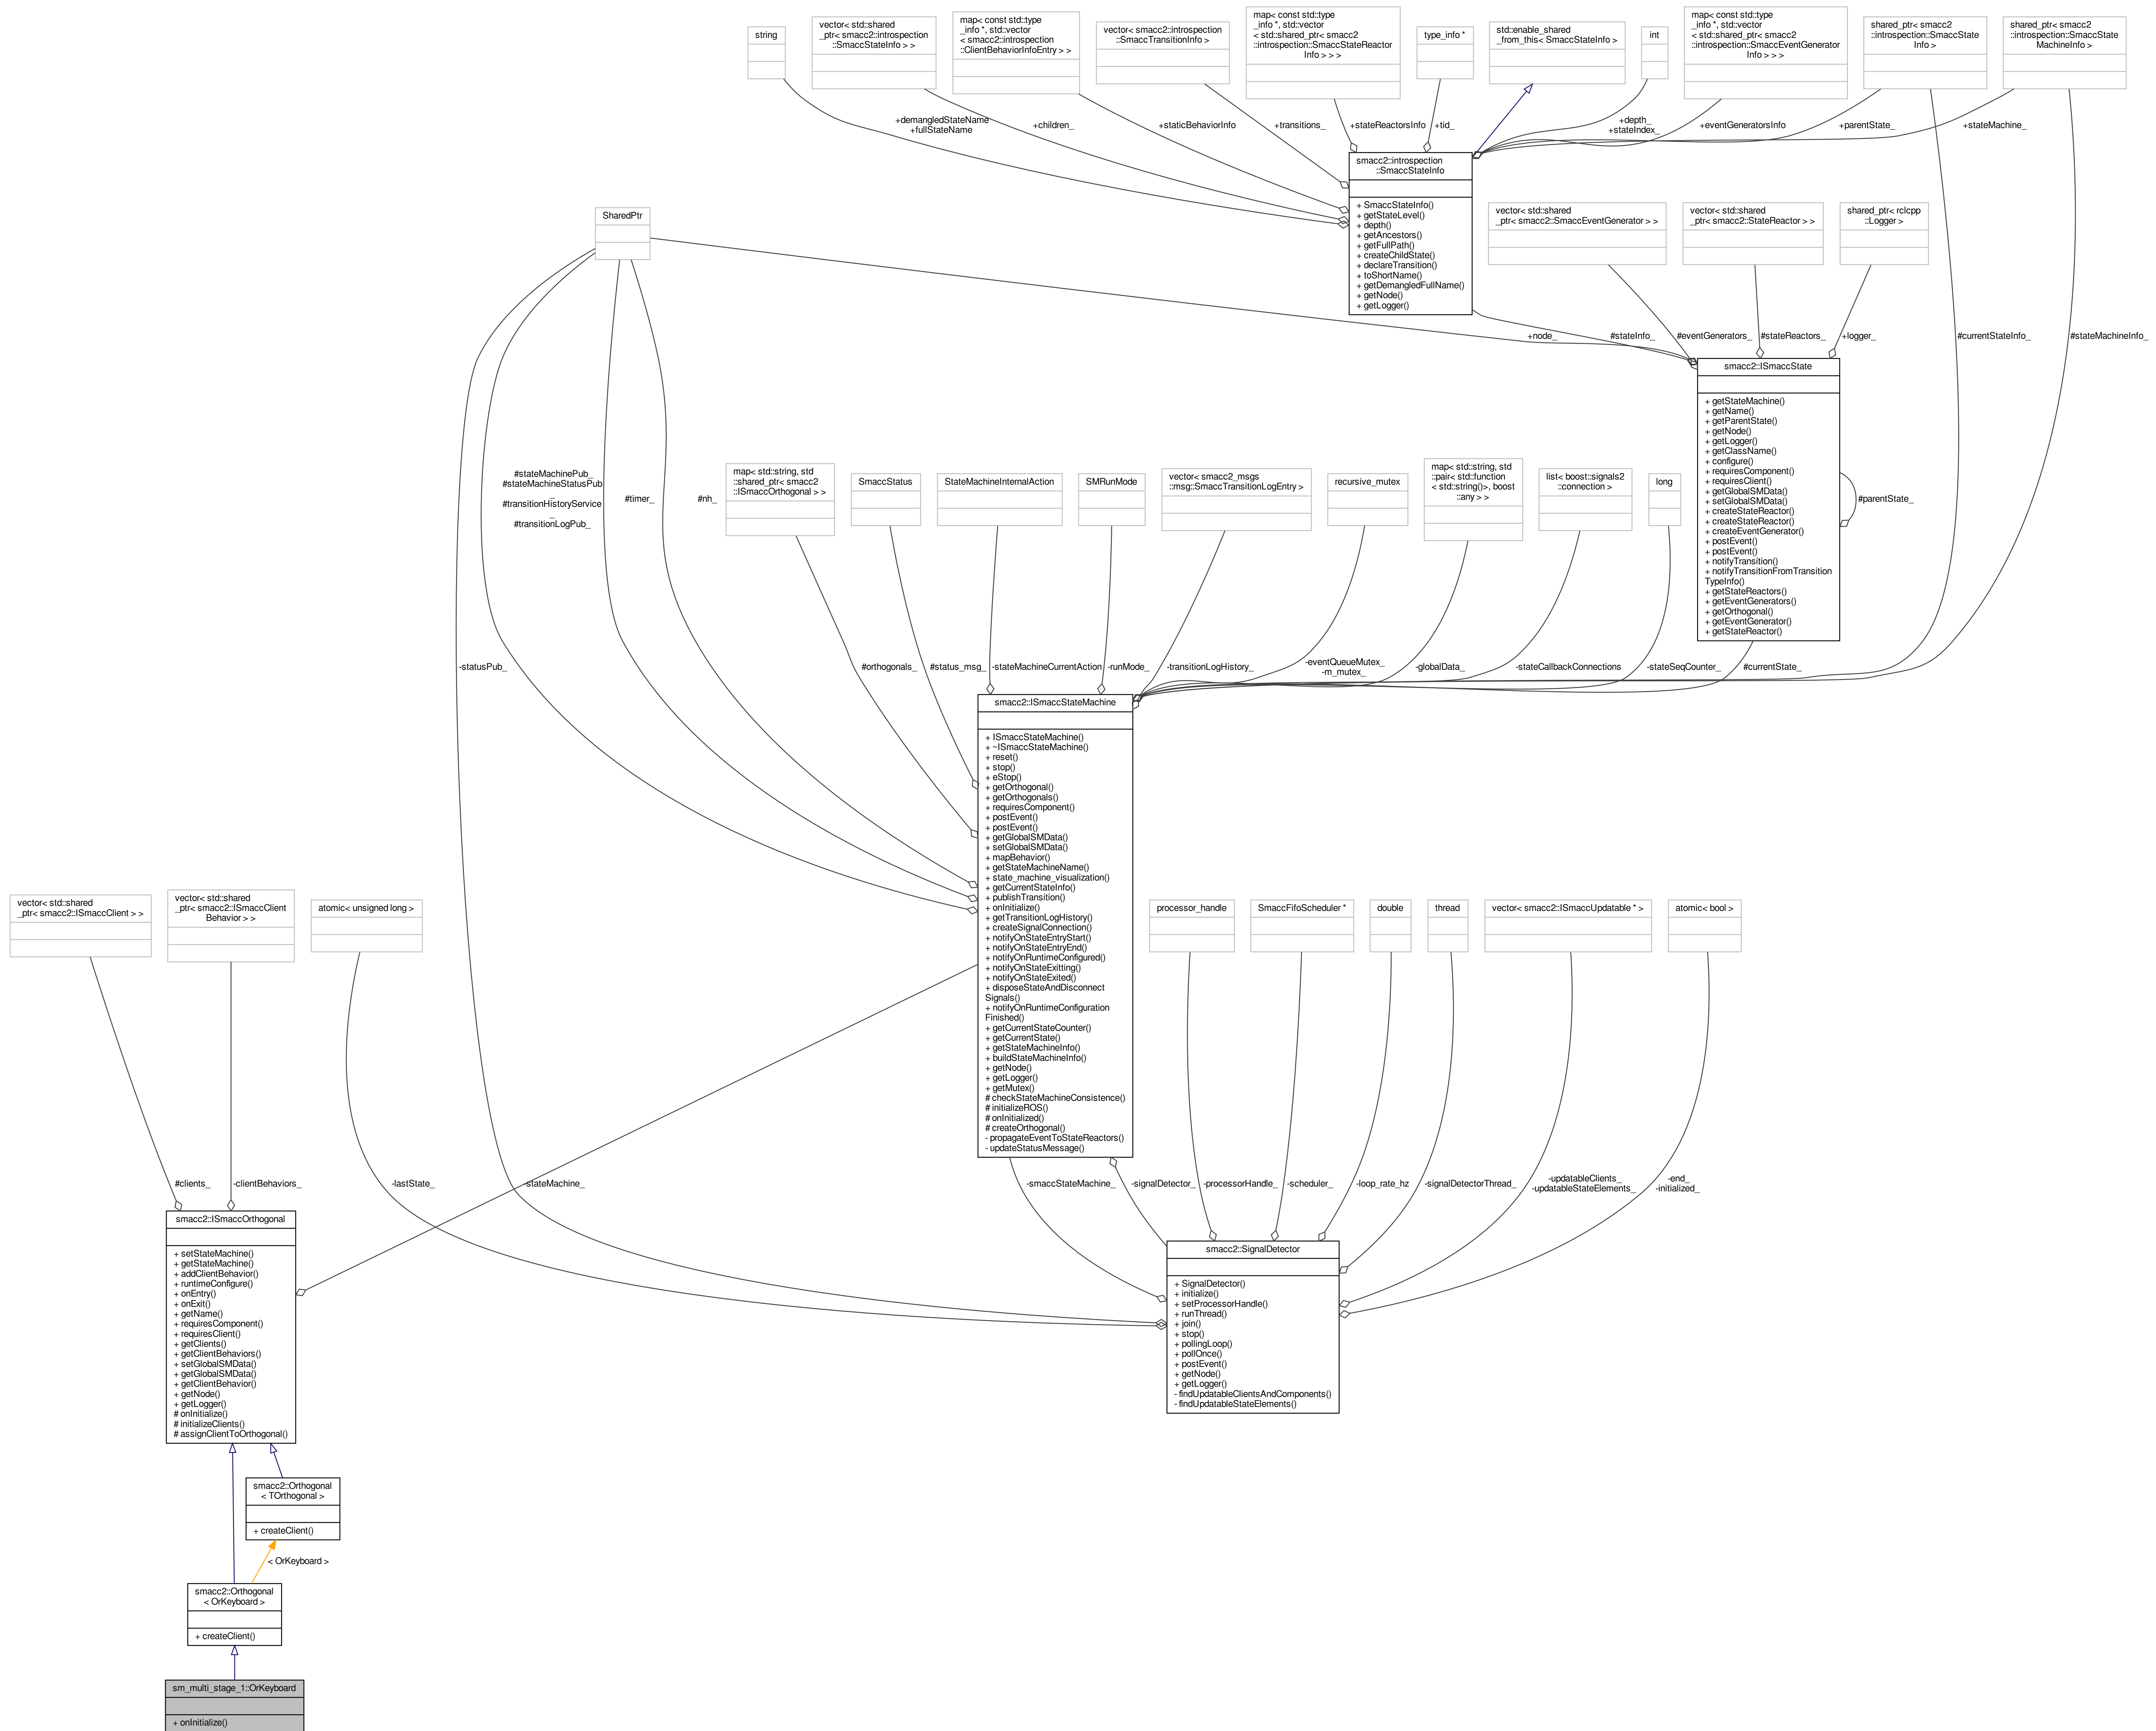 string
vector< std::shared
_ptr< smacc2::introspection
::SmaccStateInfo > >
map< const std::type
_info *, std::vector
< smacc2::introspection
::ClientBehaviorInfoEntry > >
vector< smacc2::introspection
::SmaccTransitionInfo >
map< const std::type
_info *, std::vector
< std::shared_ptr< smacc2
::introspection::SmaccStateReactor
Info > > >
type_info *
std::enable_shared
_from_this< SmaccStateInfo >
int
map< const std::type
_info *, std::vector
< std::shared_ptr< smacc2
::introspection::SmaccEventGenerator
Info > > >
shared_ptr< smacc2
::introspection::SmaccState
Info >
shared_ptr< smacc2
::introspection::SmaccState
MachineInfo >
+demangledStateName
+fullStateName
+children_
+staticBehaviorInfo
+transitions_
+stateReactorsInfo
+tid_
+depth_
+stateIndex_
+eventGeneratorsInfo
+parentState_
+stateMachine_
smacc2::introspection
::SmaccStateInfo
+ SmaccStateInfo()
+ getStateLevel()
+ depth()
+ getAncestors()
+ getFullPath()
+ createChildState()
+ declareTransition()
+ toShortName()
+ getDemangledFullName()
+ getNode()
+ getLogger()
SharedPtr
vector< std::shared
_ptr< smacc2::SmaccEventGenerator > >
vector< std::shared
_ptr< smacc2::StateReactor > >
shared_ptr< rclcpp
::Logger >
+node_
#stateInfo_
#eventGenerators_
#stateReactors_
+logger_
#currentStateInfo_
#stateMachineInfo_
smacc2::ISmaccState
+ getStateMachine()
+ getName()
+ getParentState()
+ getNode()
+ getLogger()
+ getClassName()
+ configure()
+ requiresComponent()
+ requiresClient()
+ getGlobalSMData()
+ setGlobalSMData()
+ createStateReactor()
+ createStateReactor()
+ createEventGenerator()
+ postEvent()
+ postEvent()
+ notifyTransition()
+ notifyTransitionFromTransition
TypeInfo()
+ getStateReactors()
+ getEventGenerators()
+ getOrthogonal()
+ getEventGenerator()
+ getStateReactor()
#parentState_
#stateMachinePub_
#stateMachineStatusPub
_
#transitionHistoryService
_
#transitionLogPub_
#timer_
#nh_
map< std::string, std
::shared_ptr< smacc2
::ISmaccOrthogonal > >
SmaccStatus
StateMachineInternalAction
SMRunMode
vector< smacc2_msgs
::msg::SmaccTransitionLogEntry >
recursive_mutex
map< std::string, std
::pair< std::function
< std::string()>, boost
::any > >
list< boost::signals2
::connection >
long
-statusPub_
#orthogonals_
#status_msg_
-stateMachineCurrentAction
-runMode_
-transitionLogHistory_
-eventQueueMutex_
-m_mutex_
-globalData_
-stateCallbackConnections
-stateSeqCounter_
#currentState_
smacc2::ISmaccStateMachine
+ ISmaccStateMachine()
+ ~ISmaccStateMachine()
+ reset()
+ stop()
+ eStop()
+ getOrthogonal()
+ getOrthogonals()
+ requiresComponent()
+ postEvent()
+ postEvent()
+ getGlobalSMData()
+ setGlobalSMData()
+ mapBehavior()
+ getStateMachineName()
+ state_machine_visualization()
+ getCurrentStateInfo()
+ publishTransition()
+ onInitialize()
+ getTransitionLogHistory()
+ createSignalConnection()
+ notifyOnStateEntryStart()
+ notifyOnStateEntryEnd()
+ notifyOnRuntimeConfigured()
+ notifyOnStateExitting()
+ notifyOnStateExited()
+ disposeStateAndDisconnect
Signals()
+ notifyOnRuntimeConfiguration
Finished()
+ getCurrentStateCounter()
+ getCurrentState()
+ getStateMachineInfo()
+ buildStateMachineInfo()
+ getNode()
+ getLogger()
+ getMutex()
# checkStateMachineConsistence()
# initializeROS()
# onInitialized()
# createOrthogonal()
- propagateEventToStateReactors()
- updateStatusMessage()
vector< std::shared
_ptr< smacc2::ISmaccClient > >
vector< std::shared
_ptr< smacc2::ISmaccClient
Behavior > >
atomic< unsigned long >
processor_handle
SmaccFifoScheduler *
double
thread
vector< smacc2::ISmaccUpdatable * >
atomic< bool >
#clients_
-clientBehaviors_
-lastState_
-stateMachine_
-smaccStateMachine_
-signalDetector_
-processorHandle_
-scheduler_
-loop_rate_hz
-signalDetectorThread_
-updatableClients_
-updatableStateElements_
-end_
-initialized_
smacc2::ISmaccOrthogonal
+ setStateMachine()
+ getStateMachine()
+ addClientBehavior()
+ runtimeConfigure()
+ onEntry()
+ onExit()
+ getName()
+ requiresComponent()
+ requiresClient()
+ getClients()
+ getClientBehaviors()
+ setGlobalSMData()
+ getGlobalSMData()
+ getClientBehavior()
+ getNode()
+ getLogger()
# onInitialize()
# initializeClients()
# assignClientToOrthogonal()
smacc2::SignalDetector
+ SignalDetector()
+ initialize()
+ setProcessorHandle()
+ runThread()
+ join()
+ stop()
+ pollingLoop()
+ pollOnce()
+ postEvent()
+ getNode()
+ getLogger()
- findUpdatableClientsAndComponents()
- findUpdatableStateElements()
smacc2::Orthogonal
< TOrthogonal >
+ createClient()
< OrKeyboard >
smacc2::Orthogonal
< OrKeyboard >
+ createClient()
sm_multi_stage_1::OrKeyboard
+ onInitialize()